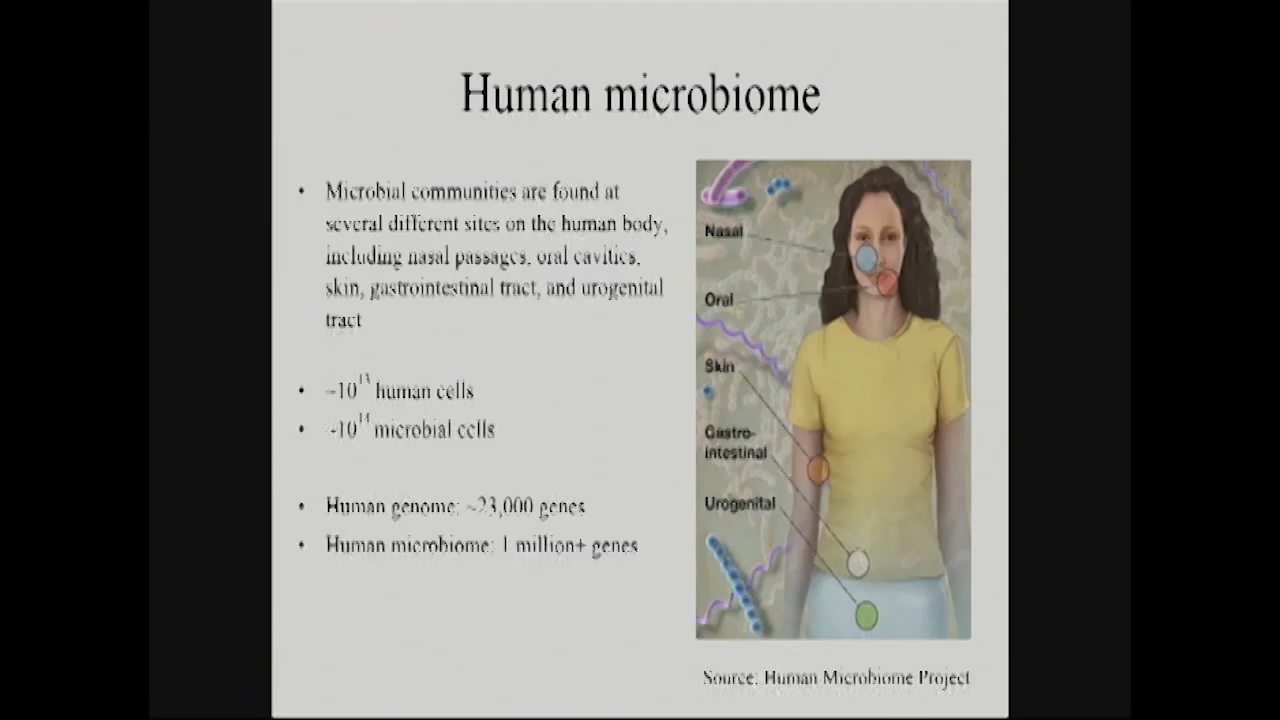 Human microbiome
• Microbial communities are found at
several different sites on the human body,
including nasal passages, oral cavities,
skin, gastrointestinal tract, and urogenital
tract
• ~10^13 human cells
• ~10^14 microbial cells
• Human genome: ~23,000 genes
• Human microbiome: 1 million+ genes
Nasal
Oral
Skin
Gastro-
intestinal
Urogenital
Source: Human Microbiome Project